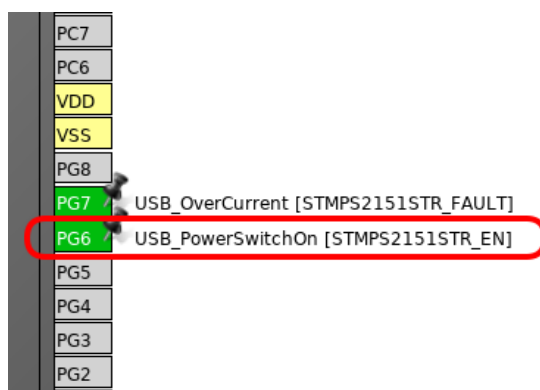 PC7
PC6
VDD
VSS
PG8
PG7 USB_OverCurrent [STMPS2151STR_FAULT]
PG6 USB_PowerSwitchOn [STMPS2151STR_EN]
PG5
PG4
PG3
PG2